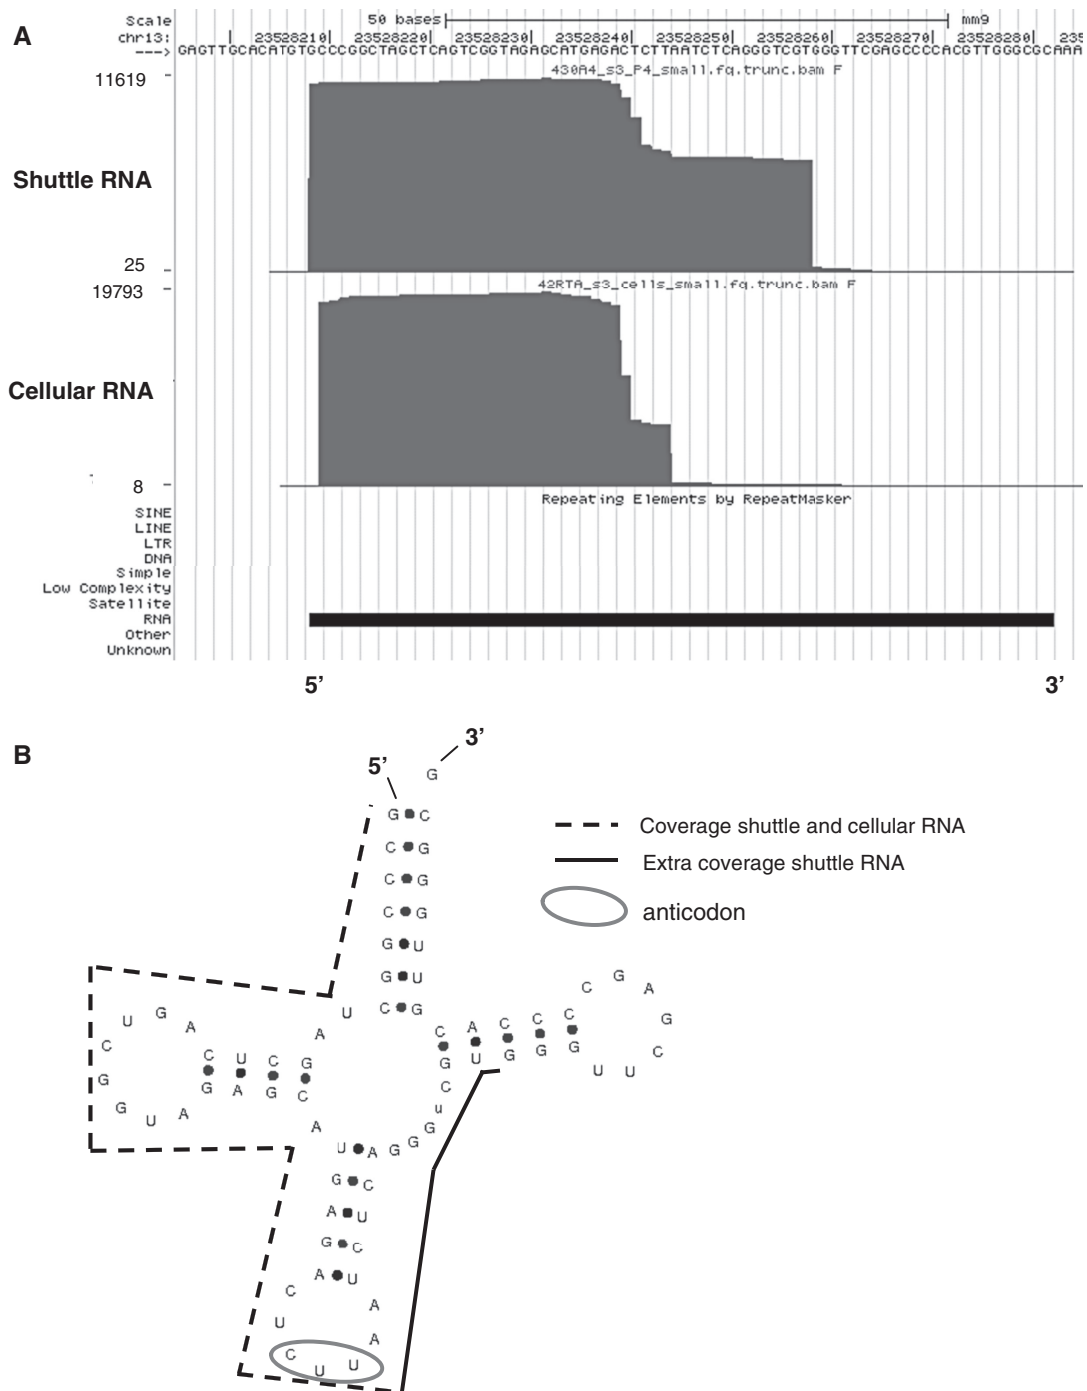 A
Scale 50 bases mm9
chr13: 23528210 23528220 23528230 23528240 23528250 23528260 23528270 23528280 235
---> GAGTTGCACATGTGCCCGGCTAGCTCAGTCGGTAGAGCATGAGACTCTTAATCTCAGGGTCGTGGGTTCGAGCCCCACGTTGGGCGCAAA
430A4_s3_P4_small.fq.trunc.bam F
11619
Shuttle RNA
25
42RTA_s3_cells_small.fq.trunc.bam F
19793
Cellular RNA
8
Repeating Elements by RepeatMasker
SINE
LINE
LTR
DNA
Simple
Low Complexity
Satellite
RNA
Other
Unknown
5’ 3’
B
3’
5’
G
G C
C G
C G
C G
G U
G U
C G
Coverage shuttle and cellular RNA
Extra coverage shuttle RNA
anticodon
U
A
G C U C
A G U C G G U A
G A G C
A
U A
G C
A U
G C
A U
C
U
C U U
A
A
G G G u C
G U G G G
U U C G A G C
C C C A C